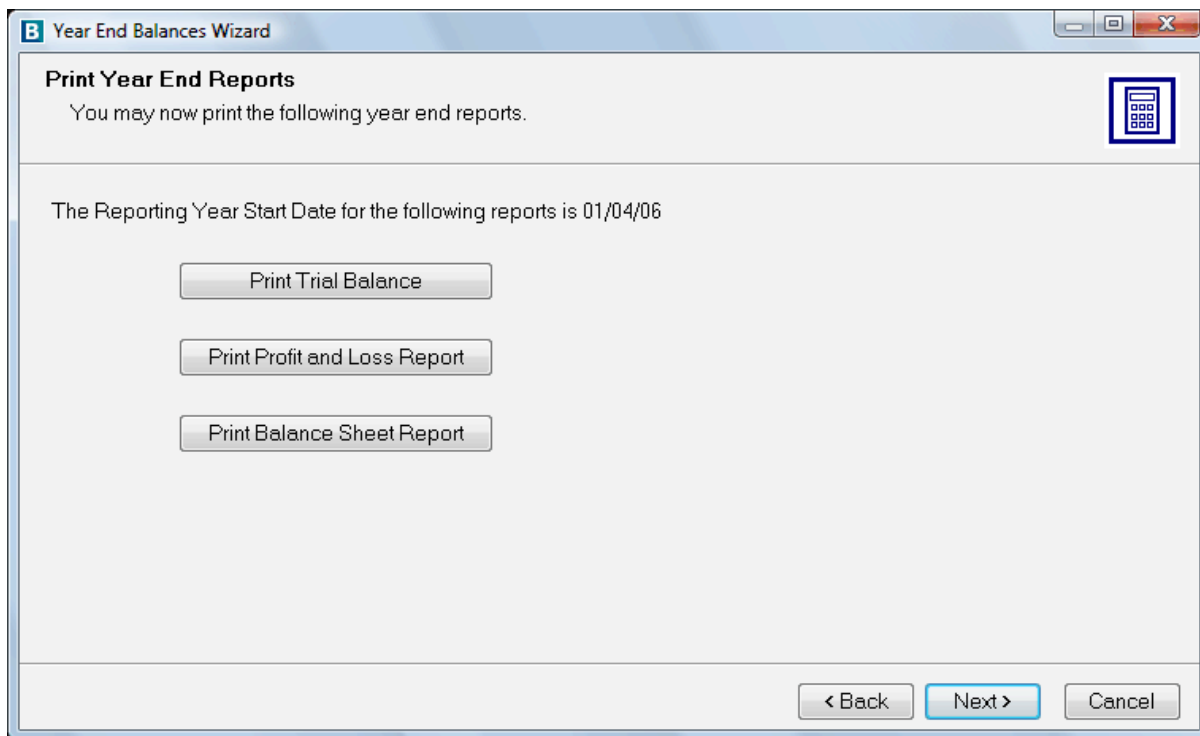 B Year End Balances Wizard
Print Year End Reports
You may now print the following year end reports.
The Reporting Year Start Date for the following reports is 01/04/06
Print Trial Balance
Print Profit and Loss Report
Print Balance Sheet Report
< Back Next > Cancel